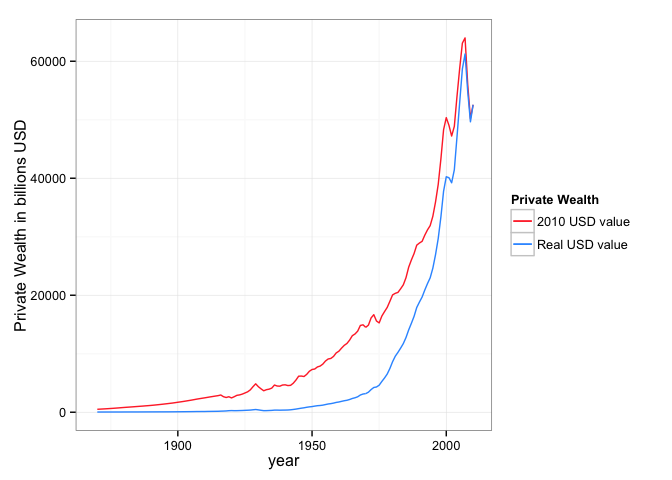 Private Wealth in billions USD
60000
40000
20000
0
1900
1950
2000
year
Private Wealth
2010 USD value
Real USD value